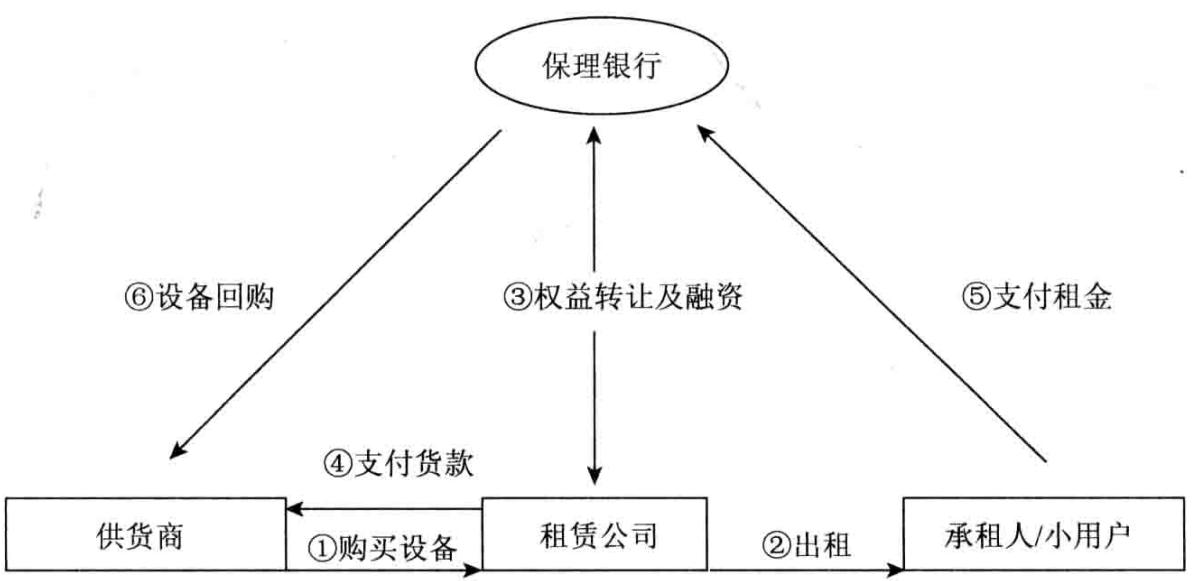 保理银行
⑥设备回购
③权益转让及融资
⑤支付租金
④支付货款
供货商
①购买设备
租赁公司
②出租
承租人/小用户